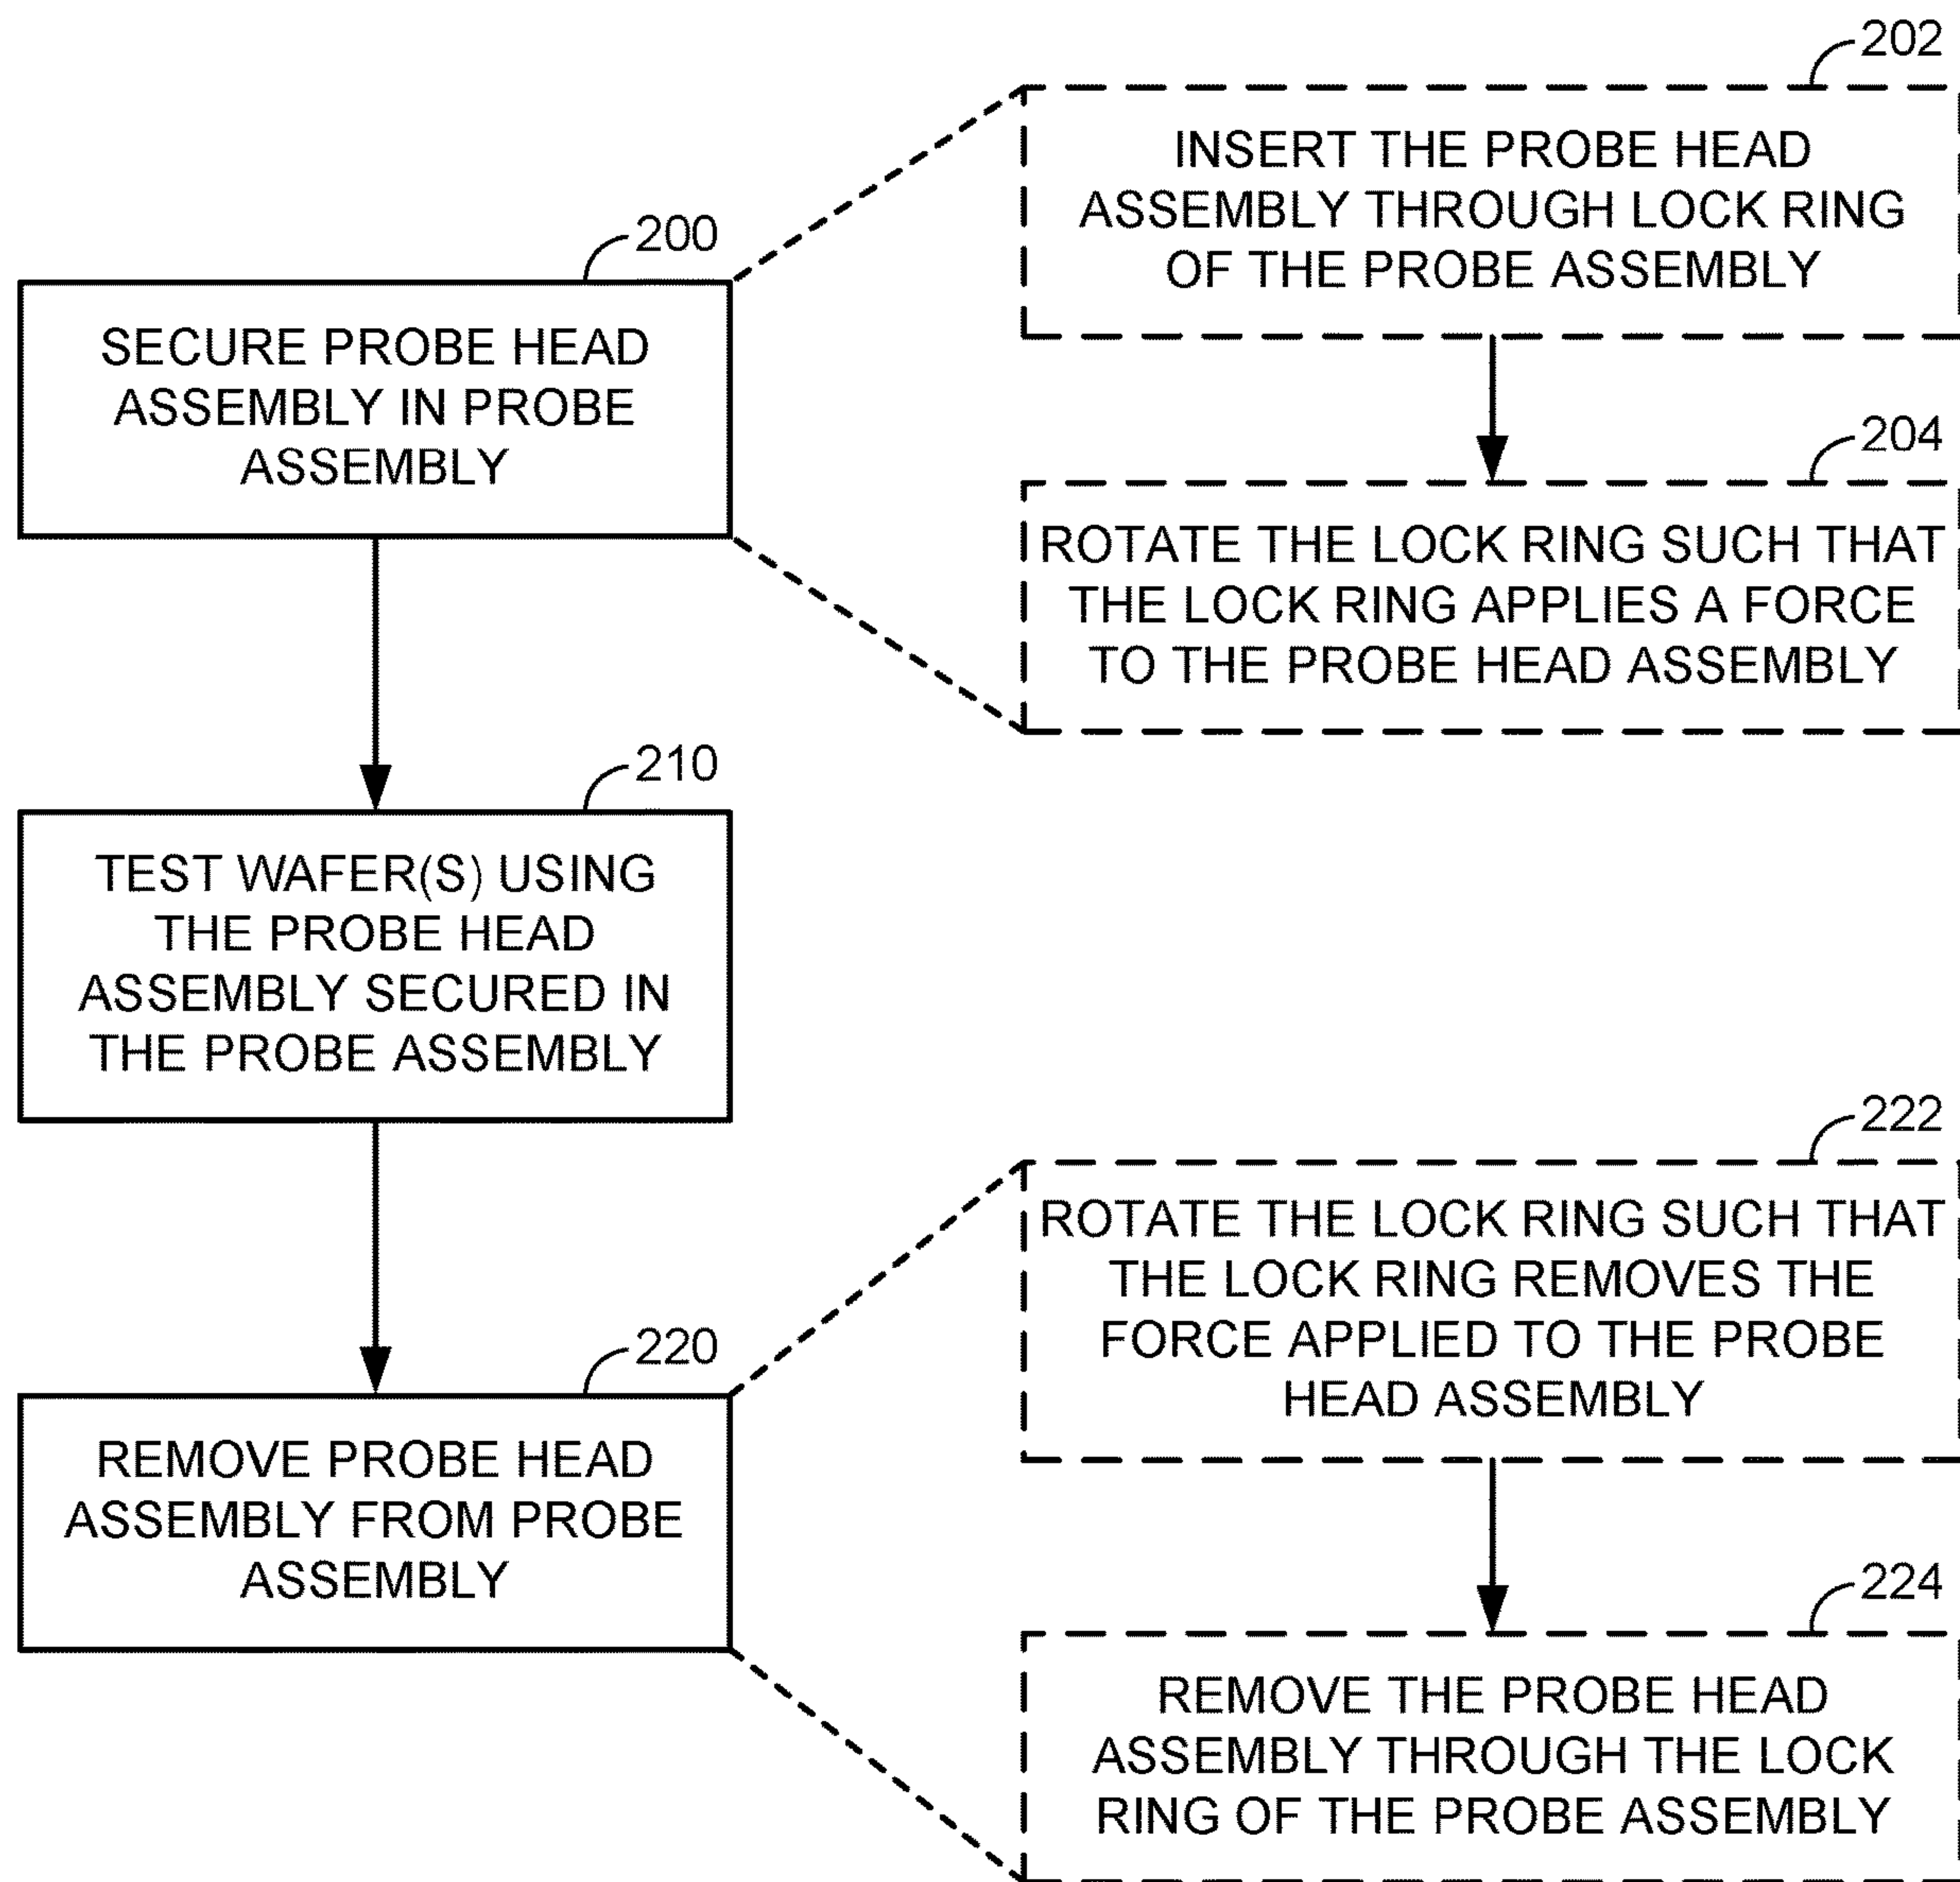 200
SECURE PROBE HEAD
ASSEMBLY IN PROBE
ASSEMBLY
202
INSERT THE PROBE HEAD
ASSEMBLY THROUGH LOCK RING
OF THE PROBE ASSEMBLY
204
ROTATE THE LOCK RING SUCH THAT
THE LOCK RING APPLIES A FORCE
TO THE PROBE HEAD ASSEMBLY
210
TEST WAFER(S) USING
THE PROBE HEAD
ASSEMBLY SECURED IN
THE PROBE ASSEMBLY
220
REMOVE PROBE HEAD
ASSEMBLY FROM PROBE
ASSEMBLY
222
ROTATE THE LOCK RING SUCH THAT
THE LOCK RING REMOVES THE
FORCE APPLIED TO THE PROBE
HEAD ASSEMBLY
224
REMOVE THE PROBE HEAD
ASSEMBLY THROUGH THE LOCK
RING OF THE PROBE ASSEMBLY